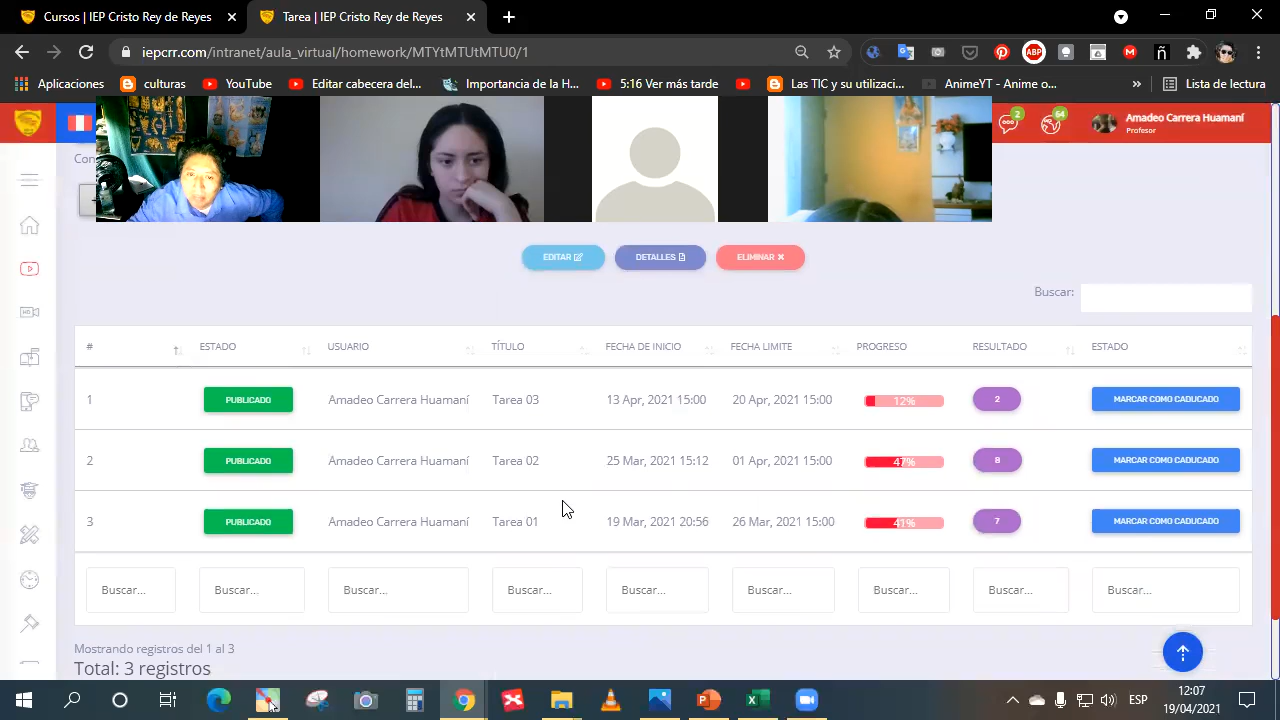 Cursos | IEP Cristo Rey de Reyes
Tarea | IEP Cristo Rey de Reyes
iepcrr.com/intranet/aula_virtual/homework/MTYtMTUtMTU0/1
ABP
M
ñ
Aplicaciones
culturas
YouTube
Editar cabecera del...
Importancia de la H...
5:16 Ver más tarde
Las TIC y su utilizaci...
AnimeYT - Anime o...
»
Lista de lectura
2
64
Amadeo Carrera Huamaní
Profesor
Con
EDITAR
DETALLES
ELIMINAR
Buscar:
# ESTADO USUARIO TÍTULO FECHA DE INICIO FECHA LIMITE PROGRESO RESULTADO ESTADO
1 PUBLICADO Amadeo Carrera Huamaní Tarea 03 13 Apr, 2021 15:00 20 Apr, 2021 15:00 12% 2 MARCAR COMO CADUCADO
2 PUBLICADO Amadeo Carrera Huamaní Tarea 02 25 Mar, 2021 15:12 01 Apr, 2021 15:00 47% 8 MARCAR COMO CADUCADO
3 PUBLICADO Amadeo Carrera Huamaní Tarea 01 19 Mar, 2021 20:56 26 Mar, 2021 15:00 41% 7 MARCAR COMO CADUCADO
Buscar... Buscar... Buscar... Buscar... Buscar... Buscar... Buscar... Buscar... Buscar...
Mostrando registros del 1 al 3
Total: 3 registros
ESP
12:07
19/04/2021